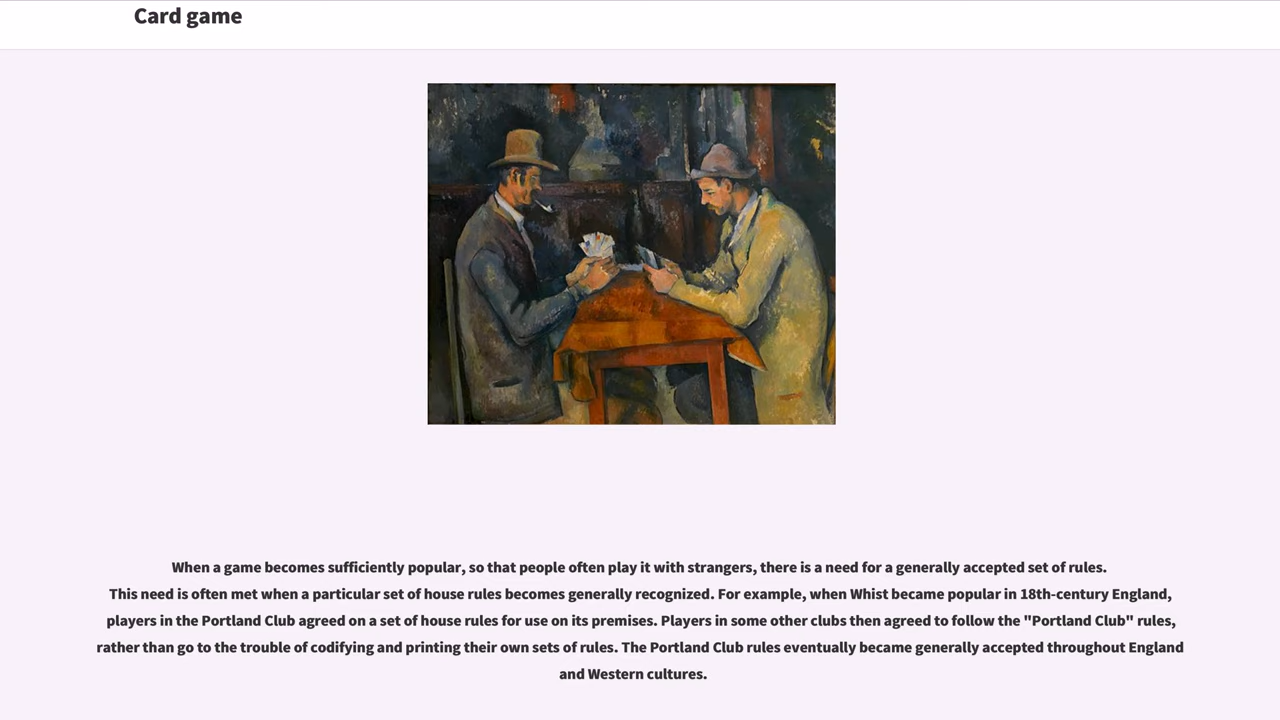 Card game
When a game becomes sufficiently popular, so that people often play it with strangers, there is a need for a generally accepted set of rules.
This need is often met when a particular set of house rules becomes generally recognized. For example, when Whist became popular in 18th-century England,
players in the Portland Club agreed on a set of house rules for use on its premises. Players in some other clubs then agreed to follow the "Portland Club" rules,
rather than go to the trouble of codifying and printing their own sets of rules. The Portland Club rules eventually became generally accepted throughout England
and Western cultures.